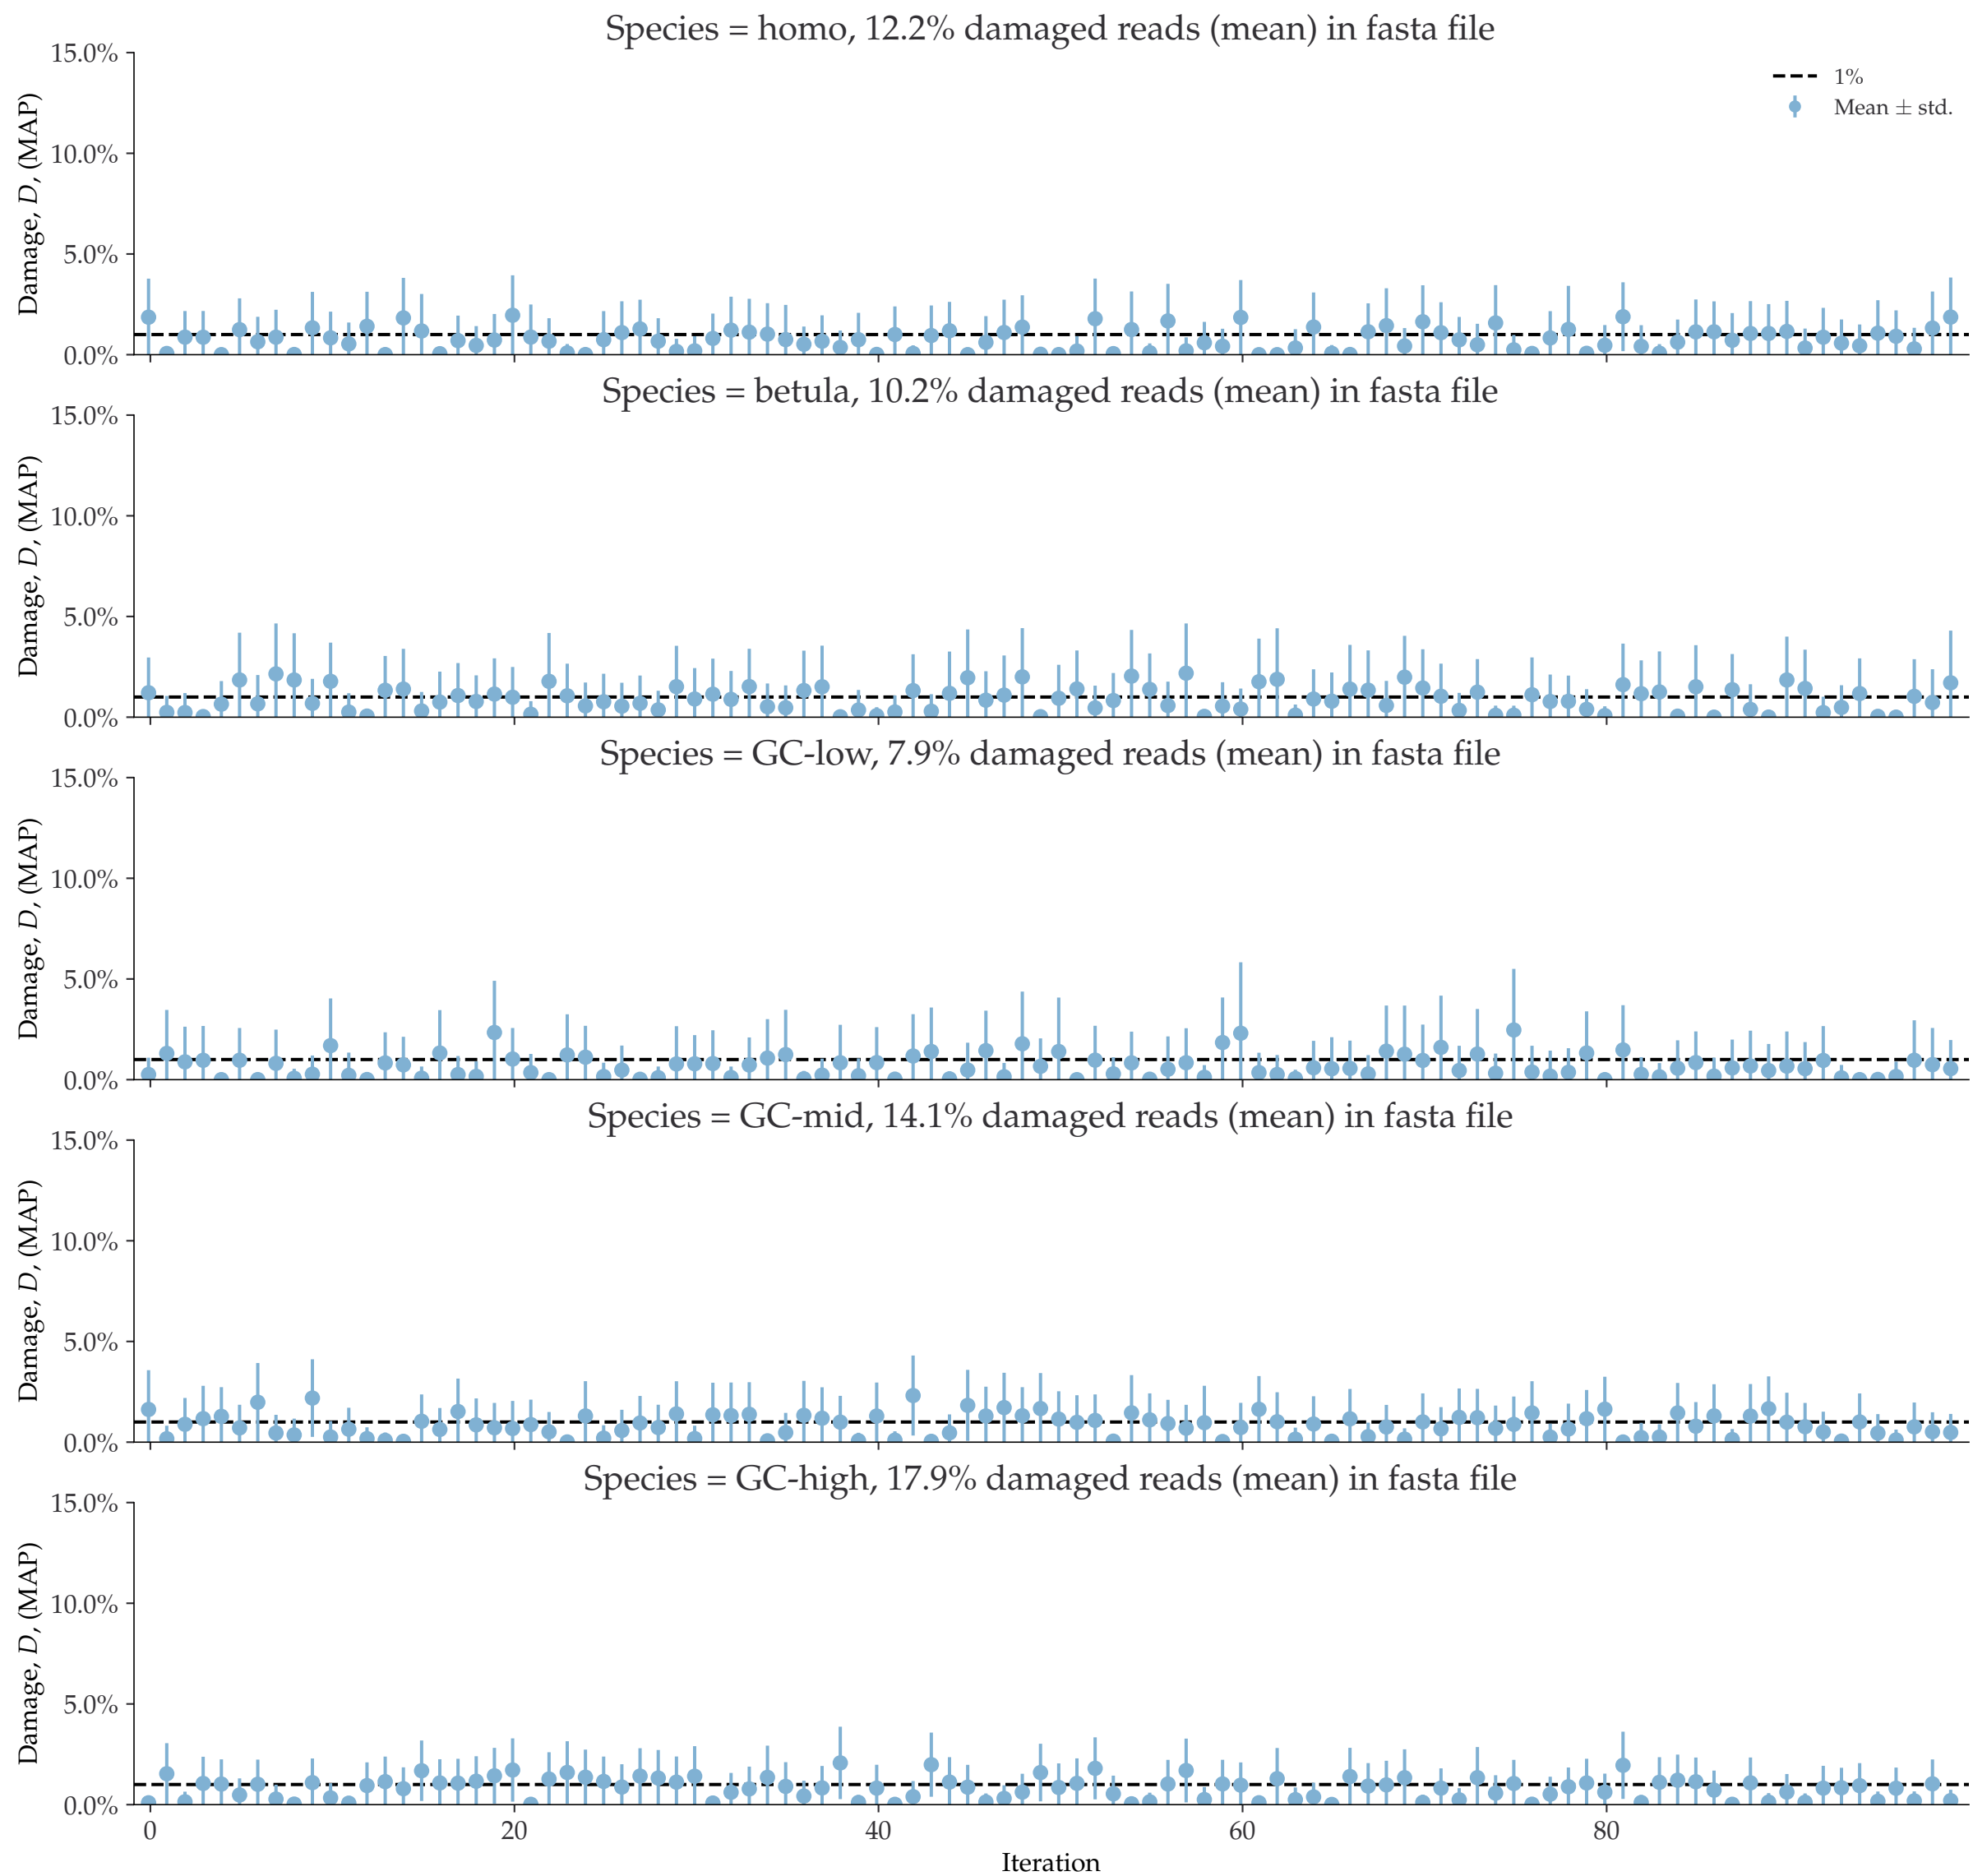 Species = homo, 12.2% damaged reads (mean) in fasta file
15.0%
10.0%
5.0%
0.0%
Damage, D, (MAP)
1%
Mean ± std.
Species = betula, 10.2% damaged reads (mean) in fasta file
15.0%
10.0%
5.0%
0.0%
Damage, D, (MAP)
Species = GC-low, 7.9% damaged reads (mean) in fasta file
15.0%
10.0%
5.0%
0.0%
Damage, D, (MAP)
Species = GC-mid, 14.1% damaged reads (mean) in fasta file
15.0%
10.0%
5.0%
0.0%
Damage, D, (MAP)
Species = GC-high, 17.9% damaged reads (mean) in fasta file
15.0%
10.0%
5.0%
0.0%
Damage, D, (MAP)
0 20 40 60 80
Iteration